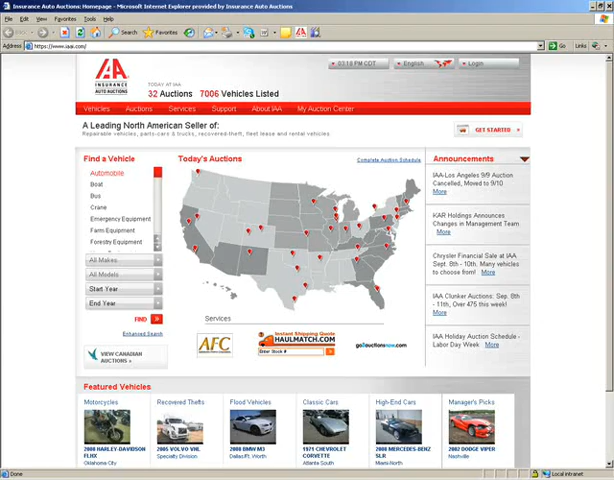 Insurance Auto Auctions: Homepage - Microsoft Internet Explorer provided by Insurance Auto Auctions
File Edit View Favorites Tools Help
Back Search Favorites
Address https://www.iaai.com/ Go Links
IAA
INSURANCE
AUTO AUCTIONS
TODAY AT IAA:
32 Auctions 7006 Vehicles Listed
03:18 PM CDT English Login
Vehicles Auctions Services Support About IAA My Auction Center
A Leading North American Seller of:
Repairable vehicles, parts-cars & trucks, recovered-theft, fleet lease and rental vehicles
GET STARTED >
Find a Vehicle
Automobile
Boat
Bus
Crane
Emergency Equipment
Farm Equipment
Forestry Equipment
All Makes
All Models
Start Year
End Year
FIND
Enhanced Search
VIEW CANADIAN
AUCTIONS >
Today's Auctions
Complete Auction Schedule
Services
AFC
Instant Shipping Quote
HAULMATCH.COM
Enter Stock #
go2auctionsnow.com
Announcements
IAA-Los Angeles 9/9 Auction
Cancelled, Moved to 9/10
More
KAR Holdings Announces
Changes in Management Team
More
Chrysler Financial Sale at IAA
Sept. 8th - 10th. Many vehicles
to choose from! More
IAA Clunker Auctions: Sep. 8th
- 11th, Over 475 this week!
More
IAA Holiday Auction Schedule -
Labor Day Week More
Featured Vehicles
Motorcycles
2008 HARLEY-DAVIDSON
FLHX
Oklahoma City
Recovered Thefts
2005 VOLVO VNL
Specialty Division
Flood Vehicles
2008 BMW M3
Dallas/Ft. Worth
Classic Cars
1971 CHEVROLET
CORVETTE
Atlanta South
High-End Cars
2008 MERCEDES-BENZ
SLR
Miami-North
Manager's Picks
2002 DODGE VIPER
Nashville
Done Local intranet